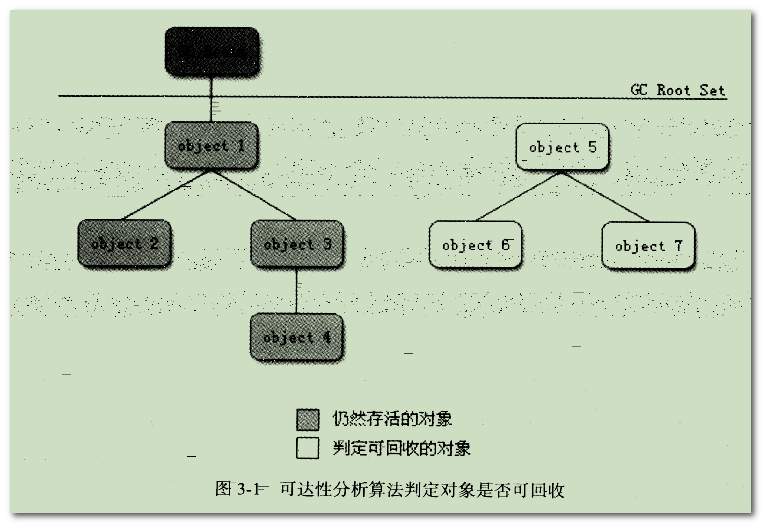 GC Root Set
object 1
object 5
object 2
object 3
object 6
object 7
object 4
仍然存活的对象
判定可回收的对象
图 3-1 可达性分析算法判定对象是否可回收